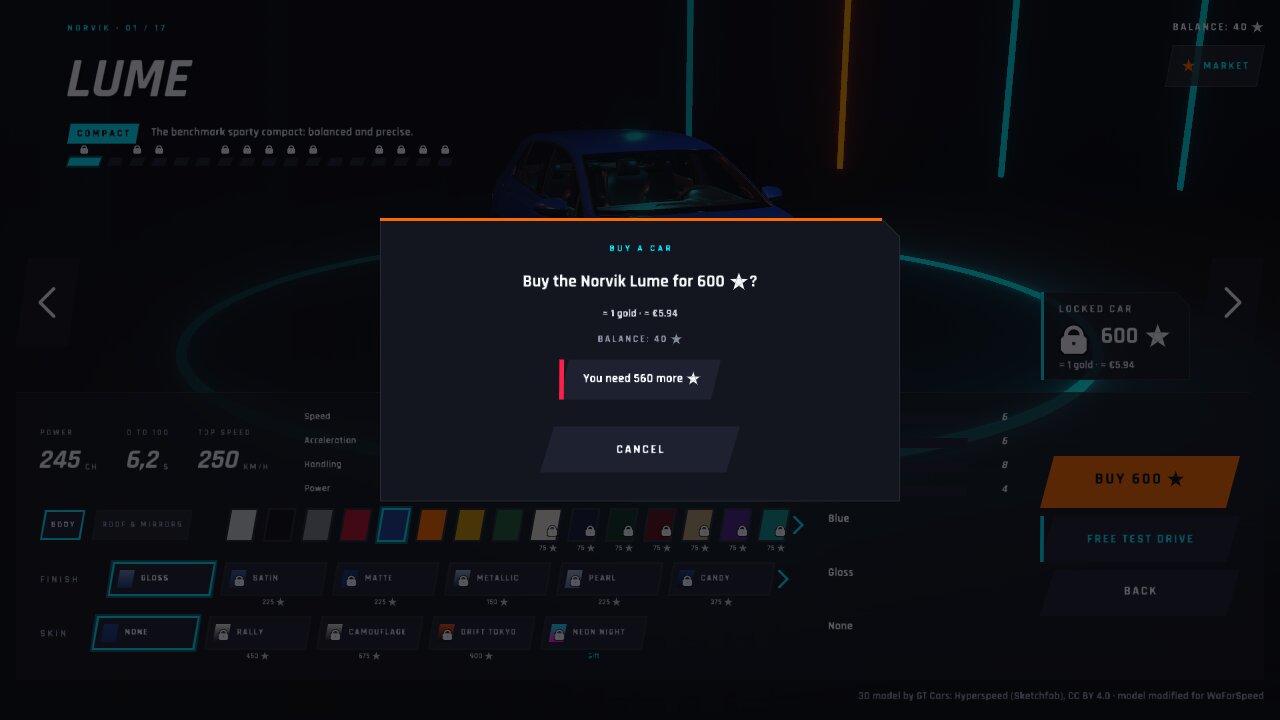 NORVIK · 01 / 17
BALANCE: 40 ★
LUME
★ MARKET
COMPACT The benchmark sporty compact: balanced and precise.
BUY A CAR
Buy the Norvik Lume for 600 ★?
≈ 1 gold · ≈ €5.94
BALANCE: 40 ★
You need 560 more ★
CANCEL
LOCKED CAR
600 ★
≈ 1 gold · ≈ €5.94
POWER 0 TO 100 TOP SPEED
245 CH 6,2 S 250 KM/H
Speed 6
Acceleration 6
Handling 8
Power 4
BUY 600 ★
FREE TEST DRIVE
BACK
BODY ROOF & MIRRORS Blue
75 ★ 75 ★ 75 ★ 75 ★ 75 ★ 75 ★ 75 ★
FINISH GLOSS SATIN MATTE METALLIC PEARL CANDY Gloss
225 ★ 225 ★ 150 ★ 225 ★ 375 ★
SKIN NONE RALLY CAMOUFLAGE DRIFT TOKYO NEON NIGHT None
450 ★ 675 ★ 900 ★ Gift
3D model by GT Cars: Hyperspeed (Sketchfab), CC BY 4.0 · model modified for WaForSpeed